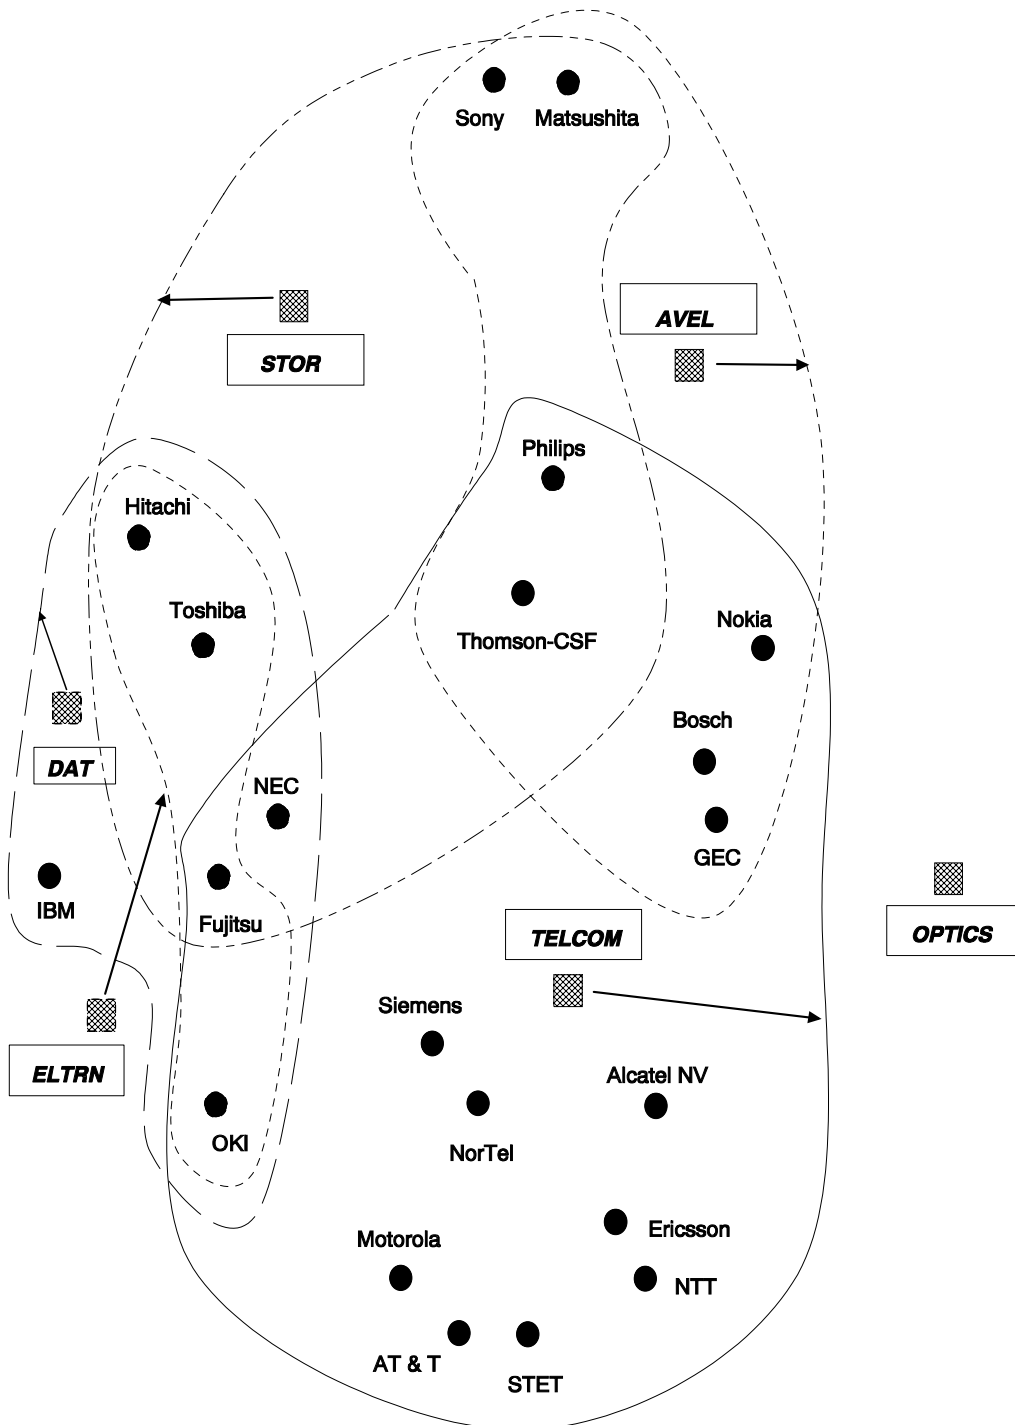 Sony Matsushita
AVEL
STOR
Philips
Hitachi
Toshiba
Thomson-CSF
Nokia
Bosch
DAT
NEC
GEC
IBM
Fujitsu
TELCOM
OPTICS
Siemens
ELTRN
Alcatel NV
OKI
NorTel
Ericsson
Motorola
NTT
AT & T
STET